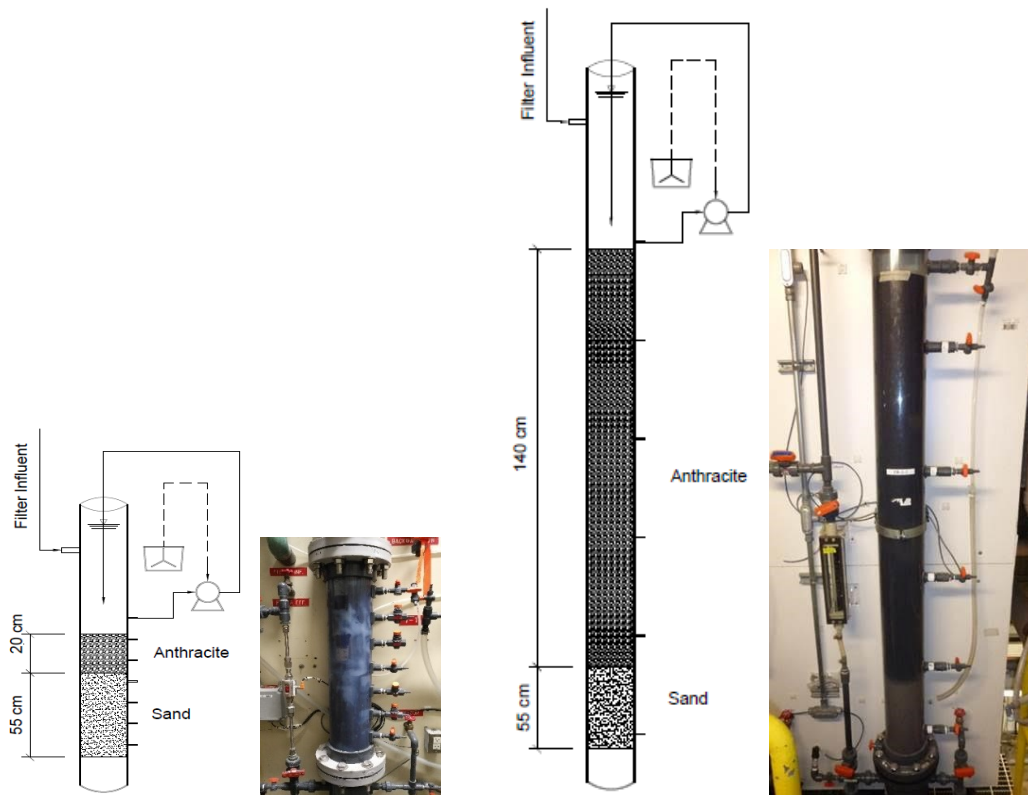 Filter Influent
20 cm
Anthracite
55 cm
Sand
Filter Influent
140 cm
Anthracite
55 cm
Sand